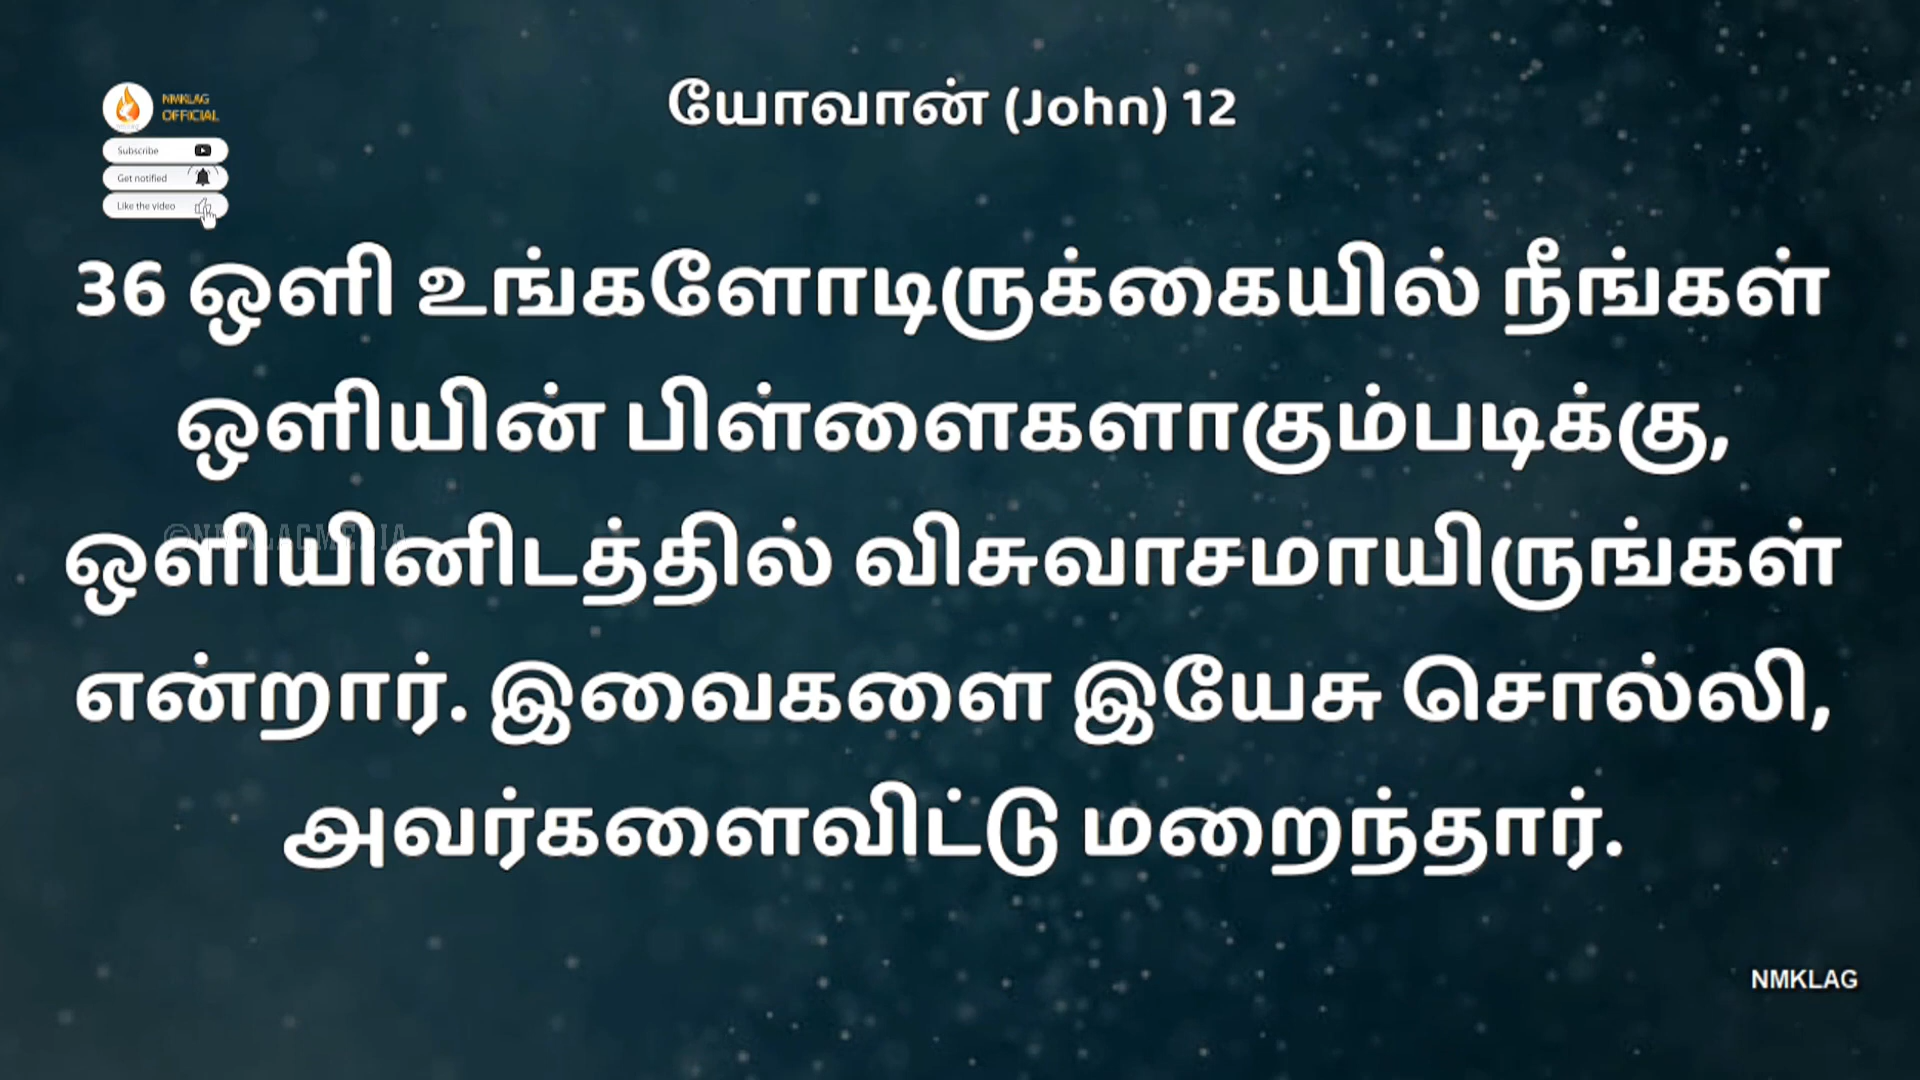 யோவான் (John) 12
NMKLAG
OFFICIAL
Subscribe
Get notified
Like the video
36 ஒளி உங்களோடிருக்கையில் நீங்கள்
ஒளியின் பிள்ளைகளாகும்படிக்கு,
©NMKLAGMEDIA
ஒளியினிடத்தில் விசுவாசமாயிருங்கள்
என்றார். இவைகளை இயேசு சொல்லி,
அவர்களைவிட்டு மறைந்தார்.
NMKLAG